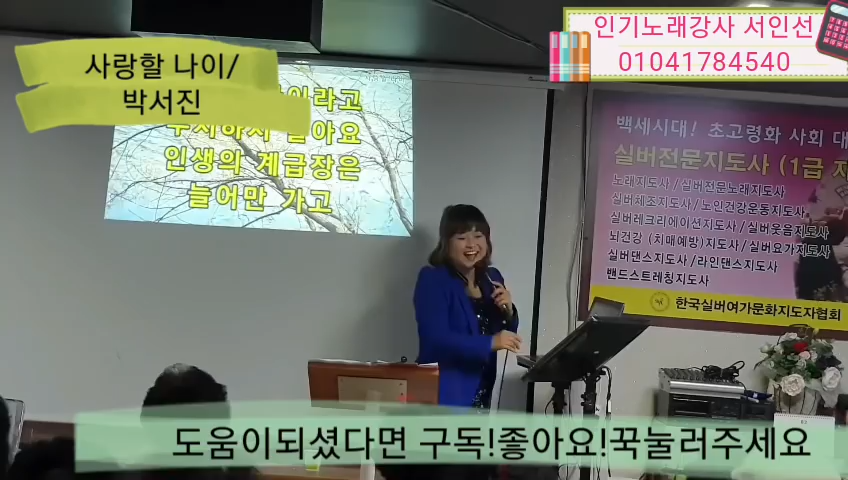 인기노래강사 서인선
01041784540
사랑할 나이/
박서진
라고
않아요
인생의 계급장은
늘어만 가고
백세시대! 초고령화 사회 대
실버전문지도사 (1급 자
노래지도사/실버전문노래지도사
실버체조지도사/노인건강운동지도사
실버레크리에이션지도사/실버웃음지도사
뇌건강 (치매예방)지도사/실버요가지도사
실버댄스지도사/라인댄스지도사
밴드스트레칭지도사
한국실버여가문화지도자협회
도움이되셨다면 구독!좋아요!꾹눌러주세요